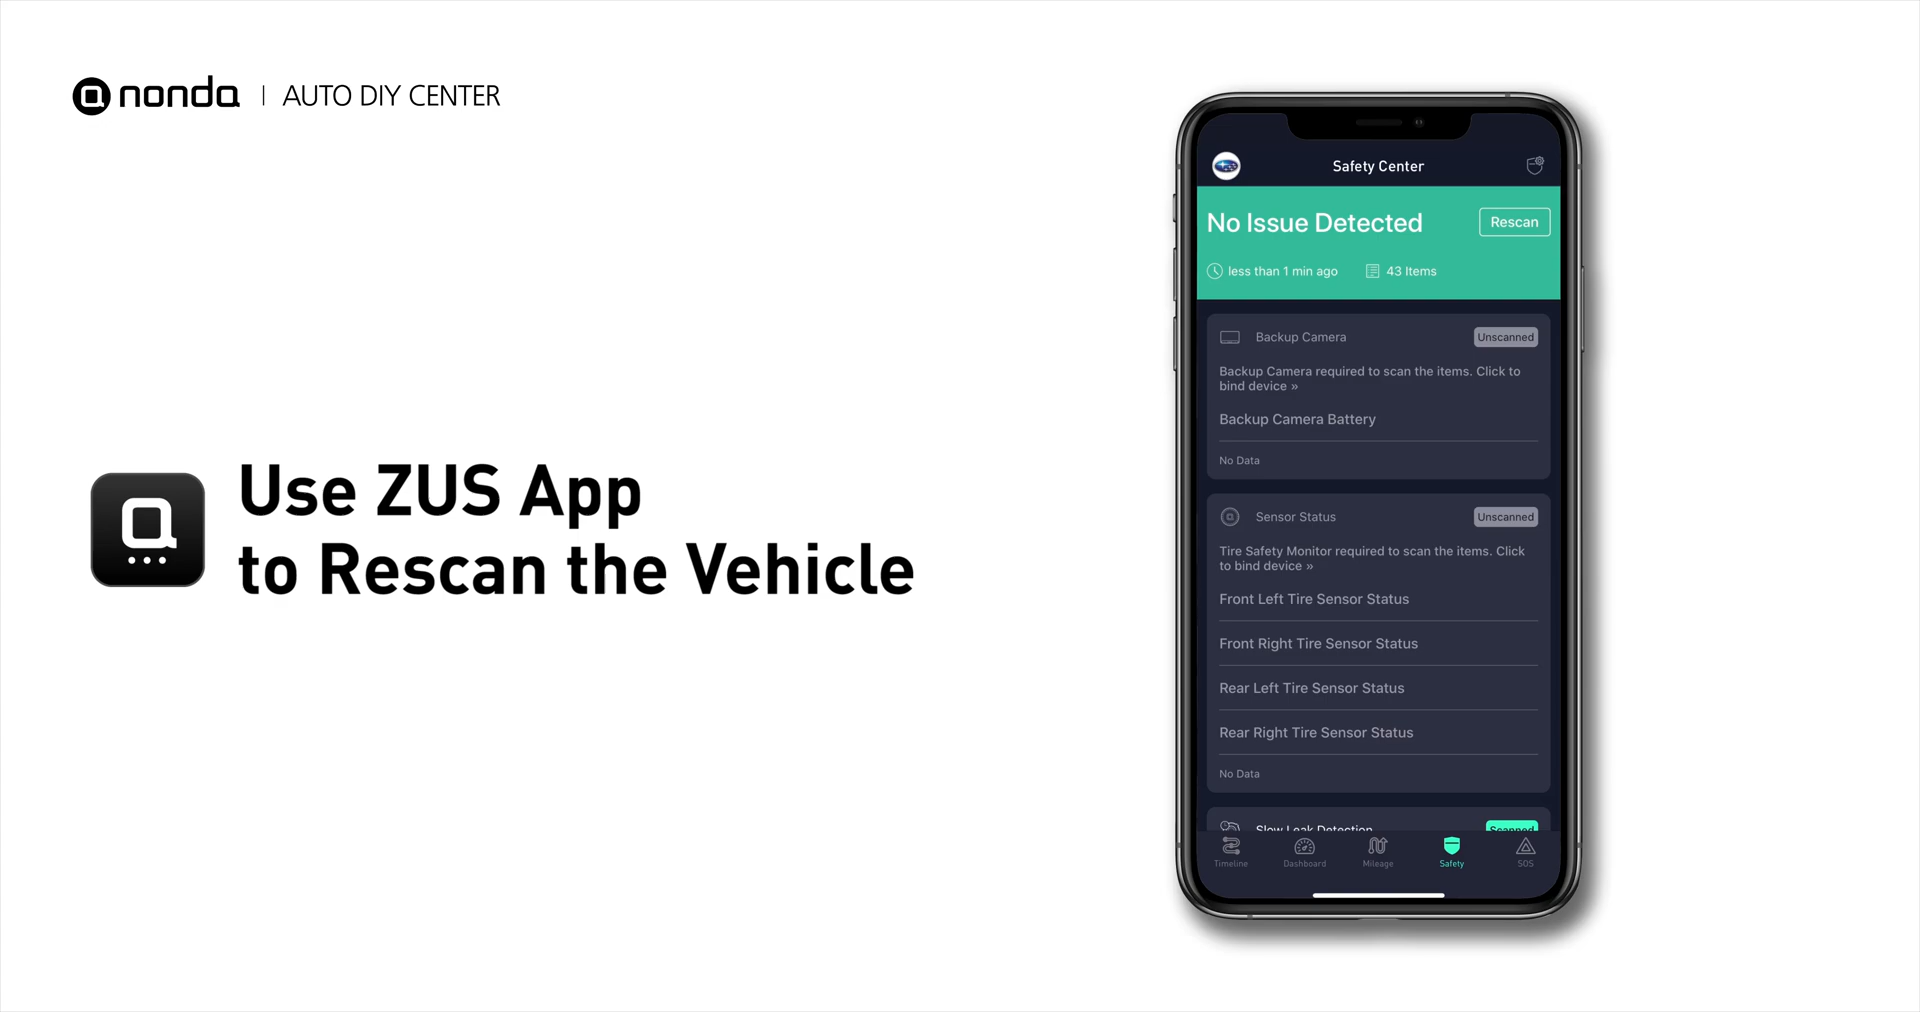 nonda | AUTO DIY CENTER
Use ZUS App
to Rescan the Vehicle
Safety Center
No Issue Detected
Rescan
less than 1 min ago
43 Items
Backup Camera
Unscanned
Backup Camera required to scan the items. Click to
bind device »
Backup Camera Battery
No Data
Sensor Status
Unscanned
Tire Safety Monitor required to scan the items. Click
to bind device »
Front Left Tire Sensor Status
Front Right Tire Sensor Status
Rear Left Tire Sensor Status
Rear Right Tire Sensor Status
No Data
Slow Leak Detection
Scanned
Timeline
Dashboard
Mileage
Safety
SOS